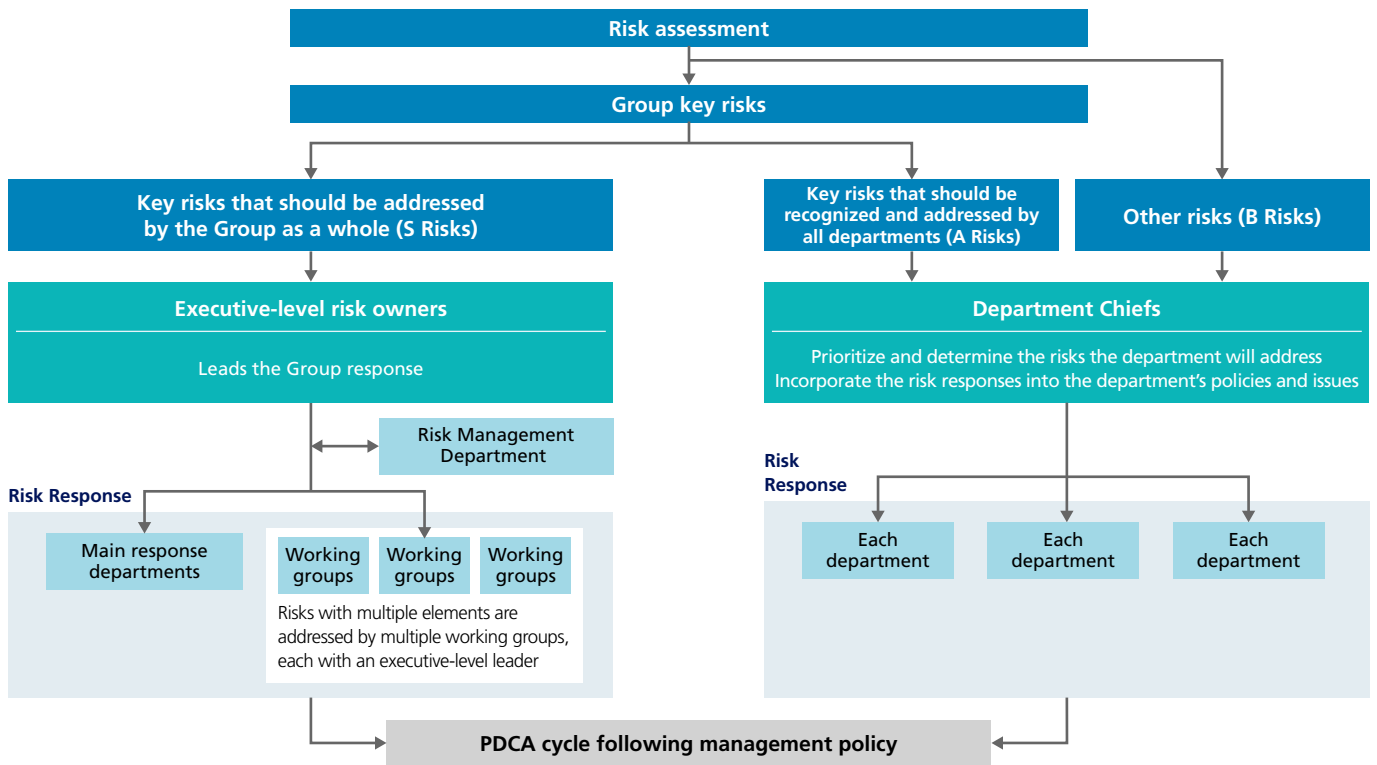 Risk assessment
Group key risks
Key risks that should be addressed
by the Group as a whole (S Risks)
Key risks that should be
recognized and addressed by
all departments (A Risks)
Other risks (B Risks)
Executive-level risk owners
Leads the Group response
Department Chiefs
Prioritize and determine the risks the department will address
Incorporate the risk responses into the department’s policies and issues
Risk Management
Department
Risk Response
Main response
departments
Working
groups
Working
groups
Working
groups
Risks with multiple elements are
addressed by multiple working groups,
each with an executive-level leader
Risk
Response
Each
department
Each
department
Each
department
PDCA cycle following management policy